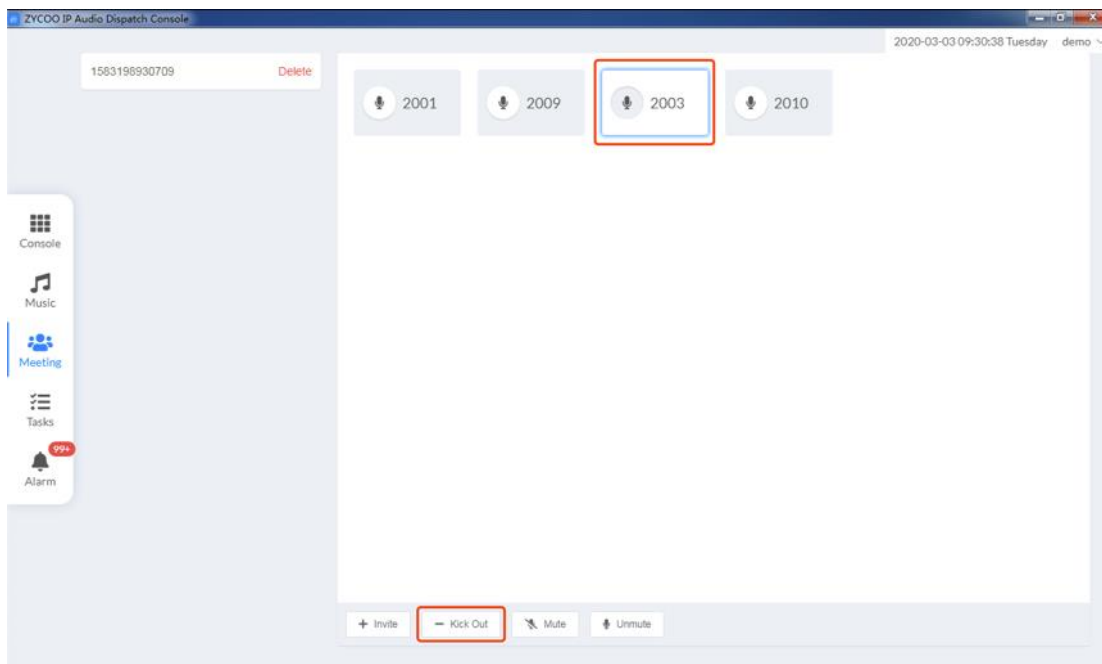 ZYCOO IP Audio Dispatch Console
2020-03-03 09:30:38 Tuesday demo
1583198930709 Delete
2001 2009 2003 2010
Console
Music
Meeting
Tasks
99+
Alarm
+ Invite − Kick Out Mute Unmute